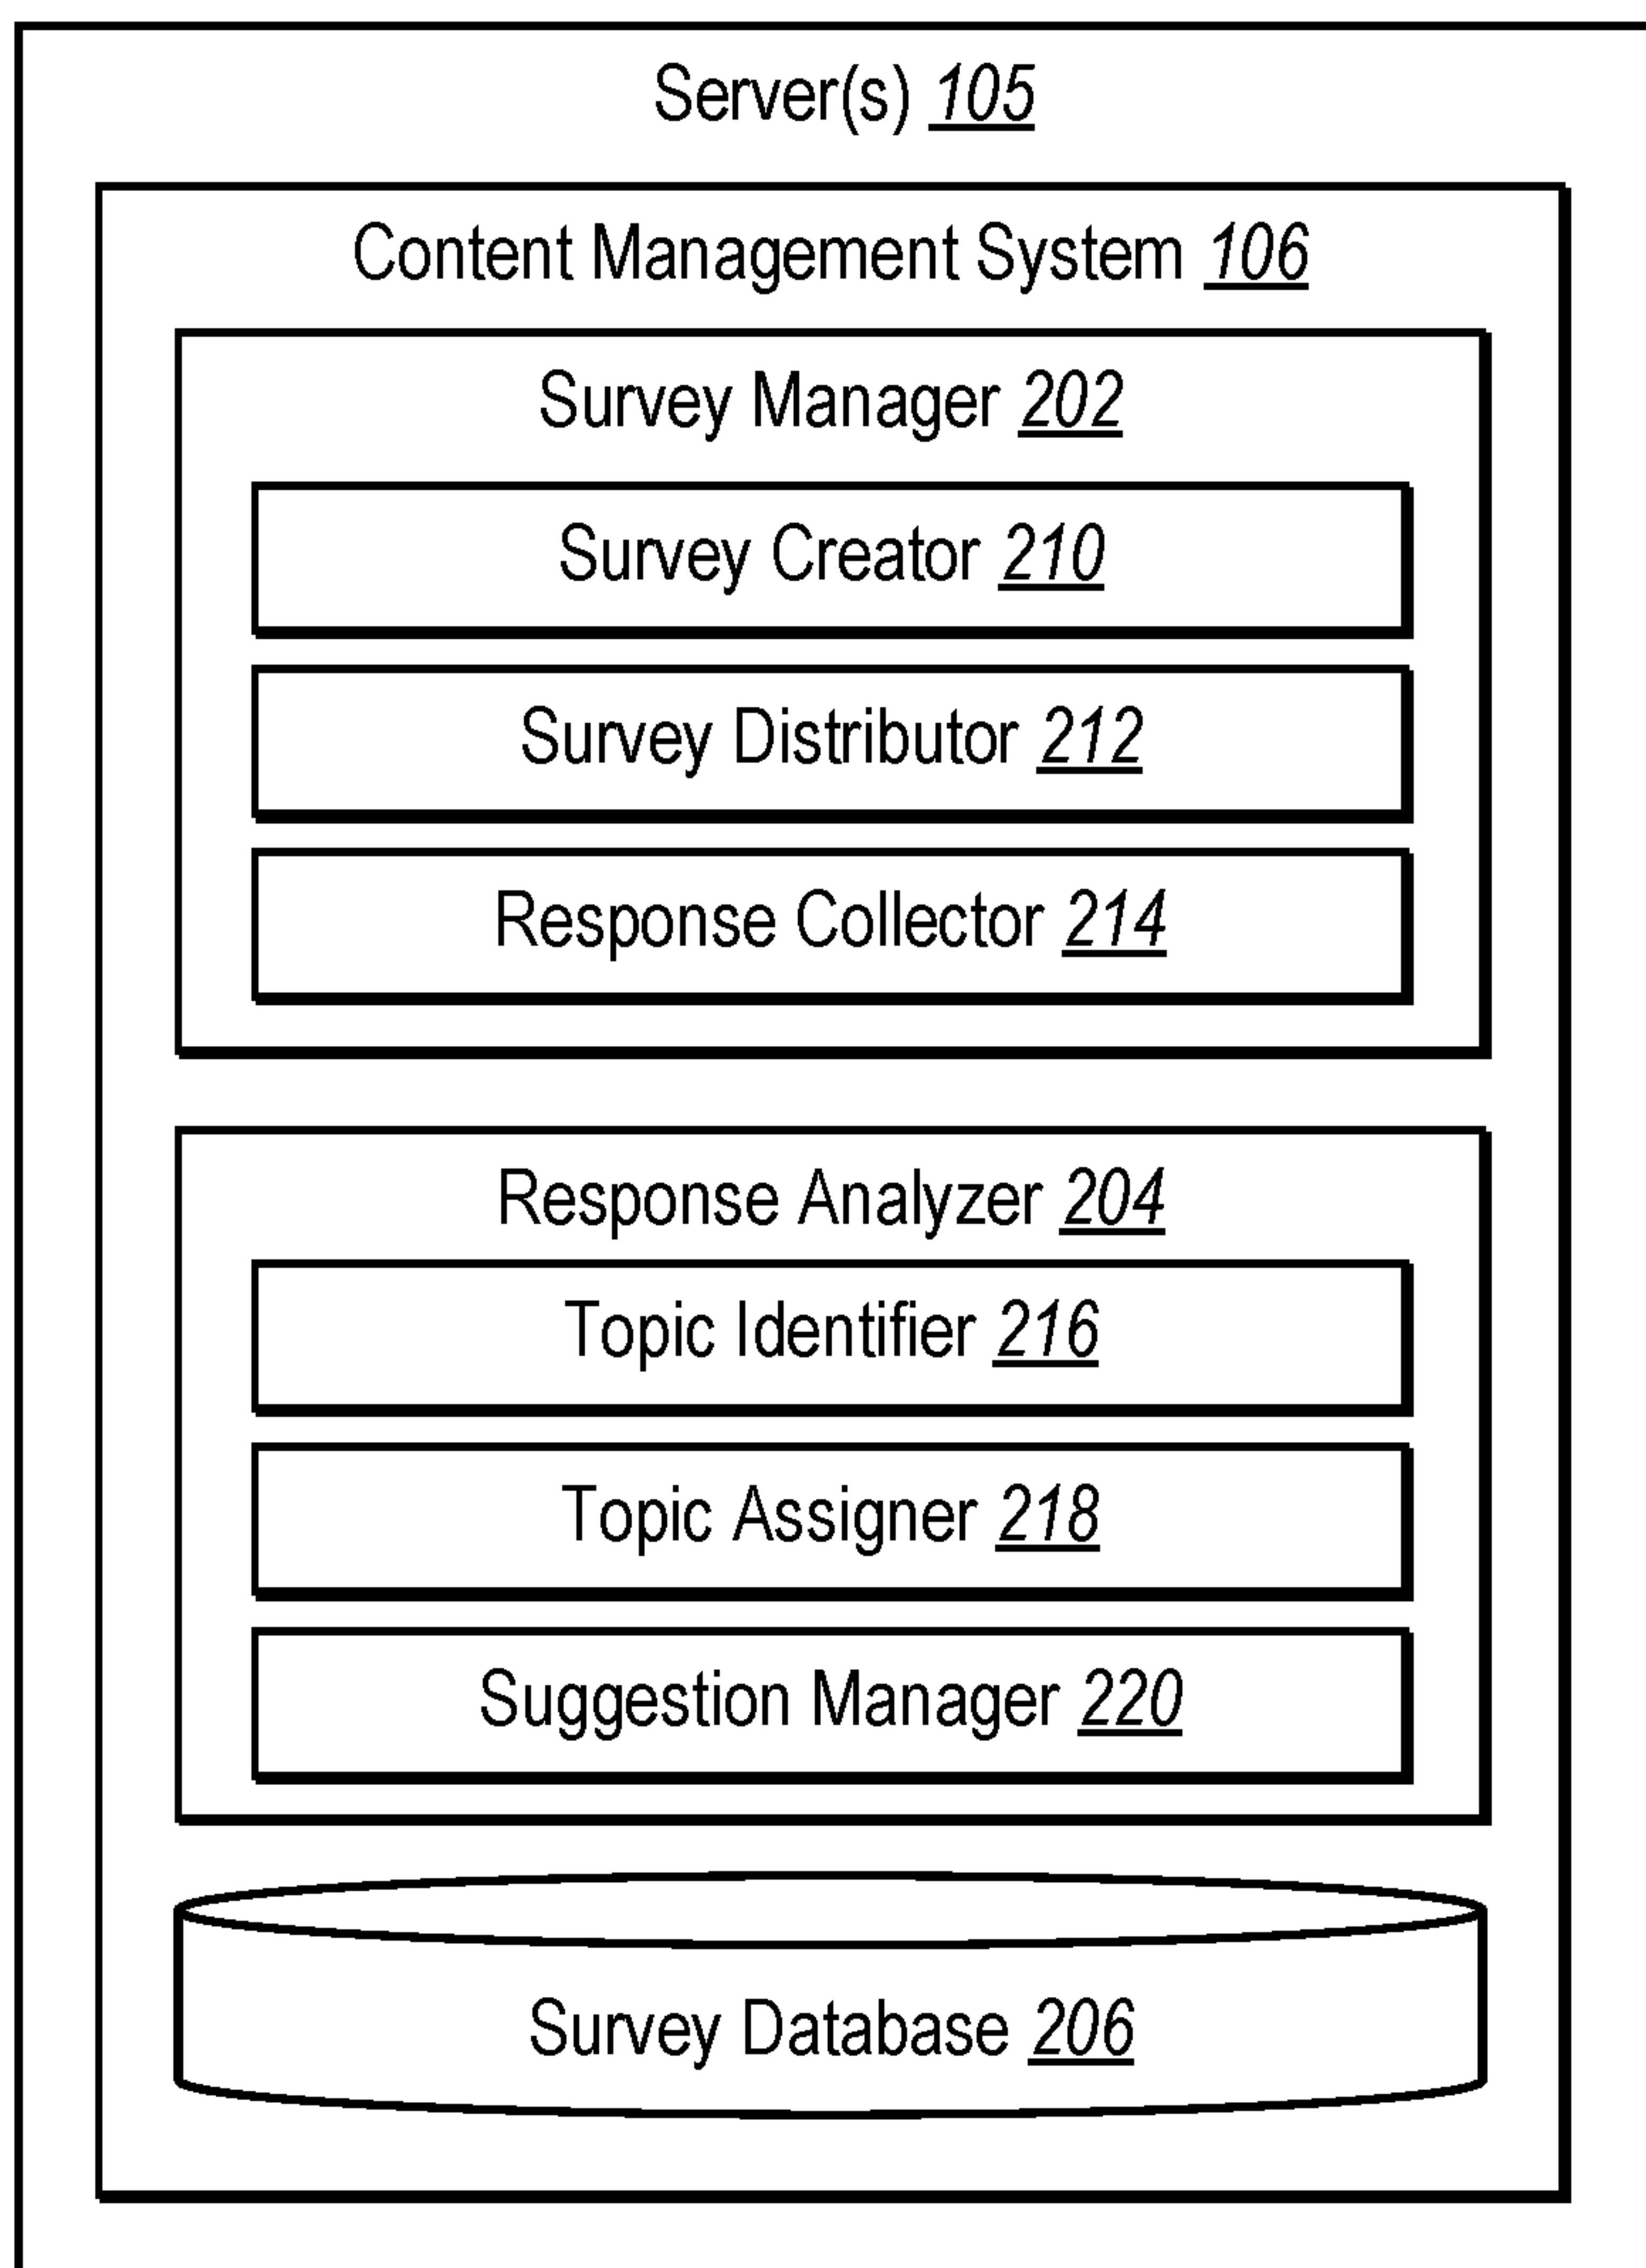 Server(s) 105
Content Management System 106
Survey Manager 202
Survey Creator 210
Survey Distributor 212
Response Collector 214
Response Analyzer 204
Topic Identifier 216
Topic Assigner 218
Suggestion Manager 220
Survey Database 206